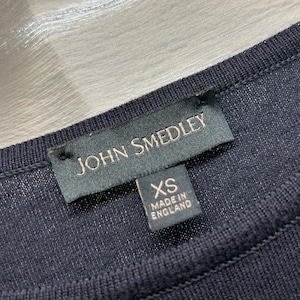 JOHN SMEDLEY
XS
MADE IN
ENGLAND